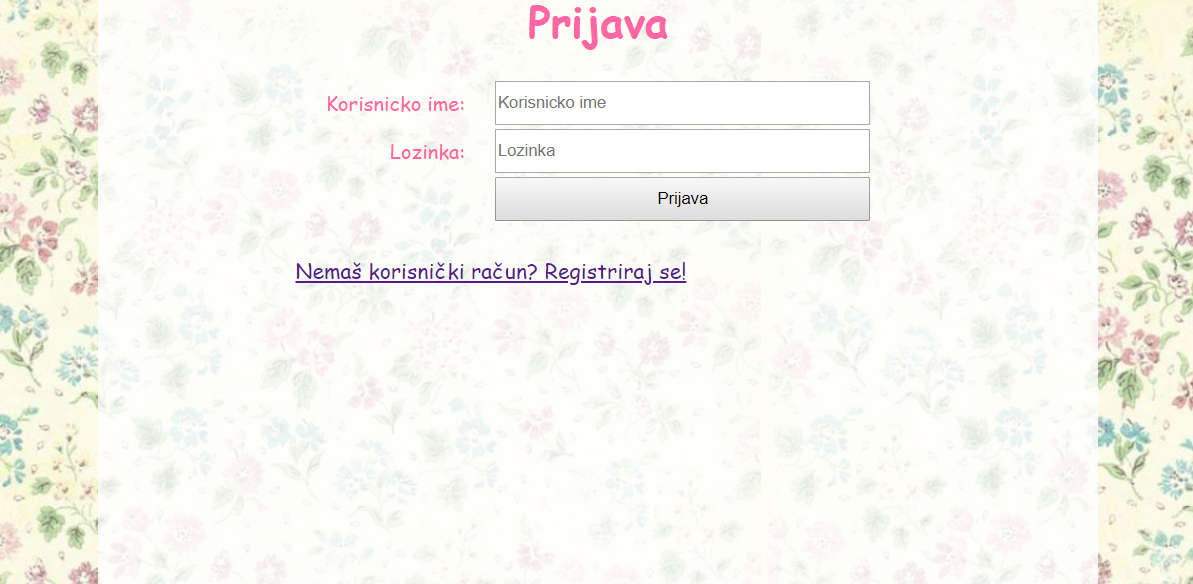 Prijava
Korisnicko ime: Korisnicko ime
Lozinka: Lozinka
Prijava
Nemaš korisnički račun? Registriraj se!